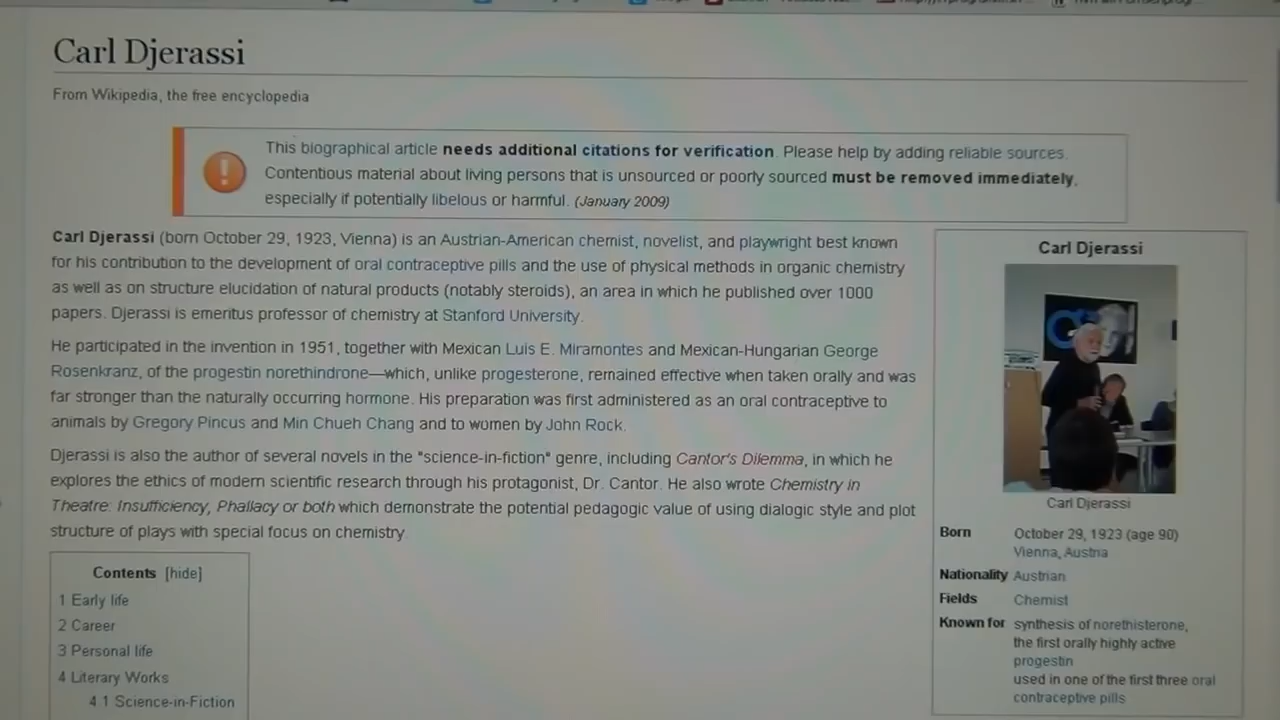 Carl Djerassi
From Wikipedia, the free encyclopedia
This biographical article needs additional citations for verification. Please help by adding reliable sources.
Contentious material about living persons that is unsourced or poorly sourced must be removed immediately,
especially if potentially libelous or harmful. (January 2009)
Carl Djerassi (born October 29, 1923, Vienna) is an Austrian-American chemist, novelist, and playwright best known
for his contribution to the development of oral contraceptive pills and the use of physical methods in organic chemistry
as well as on structure elucidation of natural products (notably steroids), an area in which he published over 1000
papers. Djerassi is emeritus professor of chemistry at Stanford University.
He participated in the invention in 1951, together with Mexican Luis E. Miramontes and Mexican-Hungarian George
Rosenkranz, of the progestin norethindrone—which, unlike progesterone, remained effective when taken orally and was
far stronger than the naturally occurring hormone. His preparation was first administered as an oral contraceptive to
animals by Gregory Pincus and Min Chueh Chang and to women by John Rock.
Djerassi is also the author of several novels in the "science-in-fiction" genre, including Cantor's Dilemma, in which he
explores the ethics of modern scientific research through his protagonist, Dr. Cantor. He also wrote Chemistry in
Theatre: Insufficiency, Phallacy or both which demonstrate the potential pedagogic value of using dialogic style and plot
structure of plays with special focus on chemistry
Contents [hide]
1 Early life
2 Career
3 Personal life
4 Literary Works
4.1 Science-in-Fiction
Carl Djerassi
Carl Djerassi
Born October 29, 1923 (age 90)
Vienna, Austria
Nationality Austrian
Fields Chemist
Known for synthesis of norethisterone,
the first orally highly active
progestin
used in one of the first three oral
contraceptive pills